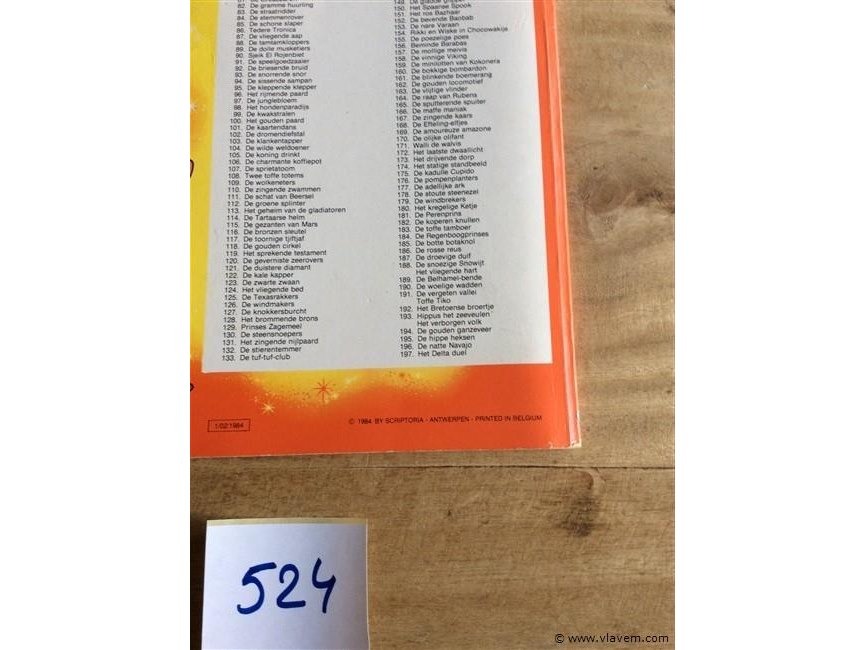 82. De gramme huurling
83. De straatridder
84. De stemmenrover
85. De schone slaper
86. Tedere Tronica
87. De vliegende aap
88. De tamtamkloppers
89. De dolle musketiers
90. Sjeik El Rojenbiet
91. De speelgoedzaaier
92. De briesende bruid
93. De snorrende snor
94. De sissende sampan
95. De kleppende klepper
96. Het rijmende paard
97. De junglebloem
98. Het hondenparadijs
99. De kwakstralen
100. Het gouden paard
101. De kaartendans
102. De dromendiefstal
103. De klankentapper
104. De wilde weldoener
105. De koning drinkt
106. De charmante koffiepot
107. De sprietatoom
108. Twee toffe totems
109. De wolkeneters
110. De zingende zwammen
111. De schat van Beersel
112. De groene splinter
113. Het geheim van de gladiatoren
114. De Tartaarse helm
115. De gezanten van Mars
116. De bronzen sleutel
117. De toornige tjiftjaf
118. De gouden cirkel
119. Het sprekende testament
120. De geverniste zeerovers
121. De duistere diamant
122. De kale kapper
123. De zwarte zwaan
124. Het vliegende bed
125. De Texasrakkers
126. De windmakers
127. De knokkersburcht
128. Het brommende brons
129. Prinses Zagemeel
130. De steensnoepers
131. Het zingende nijlpaard
132. De stierentemmer
133. De tuf-tuf-club
149. De gladde
150. Het Spaanse Spook
151. Het ros Bazhaar
152. De bevende Baobab
153. De nare Varaan
154. Rikki en Wiske in Chocowakije
155. De poezelige poes
156. Beminde Barabas
157. De mollige meivis
158. De vinnige Viking
159. De minilotten van Kokonera
160. De bokkige bombardon
161. De blinkende boemerang
162. De gouden locomotief
163. De vlijtige vlinder
164. De raap van Rubens
165. De sputterende spuiter
166. De maffe maniak
167. De zingende kaars
168. De Efteling-elfjes
169. De amoureuze amazone
170. De olijke olifant
171. Walli de walvis
172. Het laatste dwaallicht
173. Het drijvende dorp
174. Het statige standbeeld
175. De kadulle Cupido
176. De pompenplanters
177. De adellijke ark
178. De stoute steenezel
179. De windbrekers
180. Het kregelige Ketje
181. De Perenprins
182. De koperen knullen
183. De toffe tamboer
184. De Regenboogprinses
185. De botte botaknol
186. De rosse reus
187. De droevige duif
188. De snoezige Snowijt
Het vliegende hart
189. De Belhamel-bende
190. De woelige wadden
191. De vergeten vallei
Toffe Tiko
192. Het Bretoense broertje
193. Hippus het zeeveulen
Het verborgen volk
194. De gouden ganzeveer
195. De hippe heksen
196. De natte Navajo
197. Het Delta duel
1/02/1984
© 1984 BY SCRIPTORIA - ANTWERPEN - PRINTED IN BELGIUM
524
© www.vlavem.com